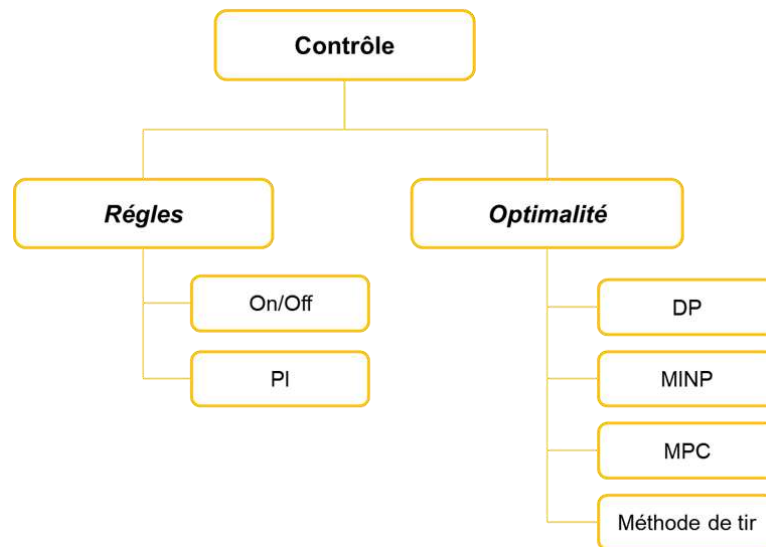 Contrôle
Régles
Optimalité
On/Off
PI
DP
MINP
MPC
Méthode de tir